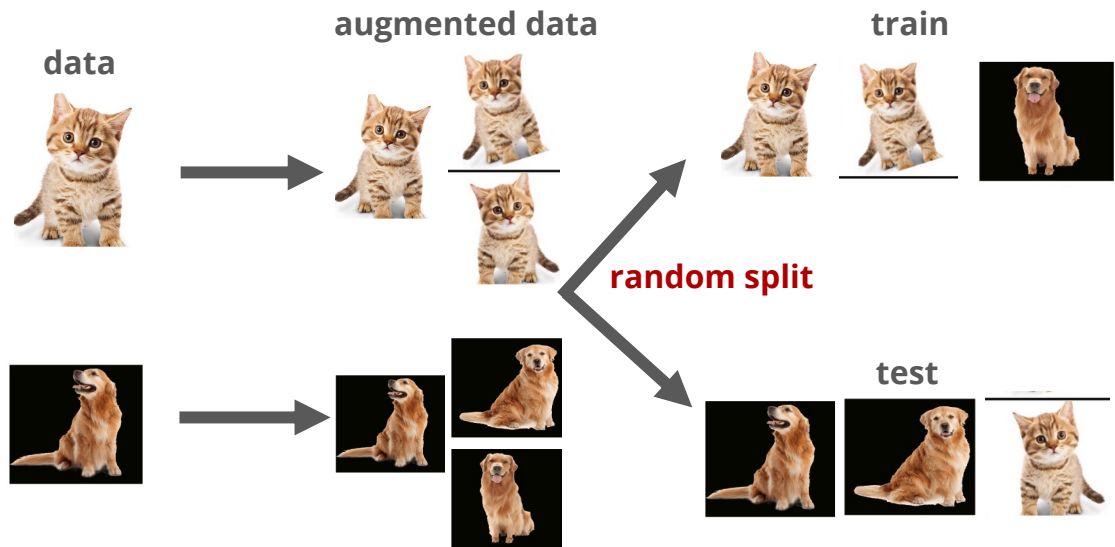 data
augmented data
train
random split
test